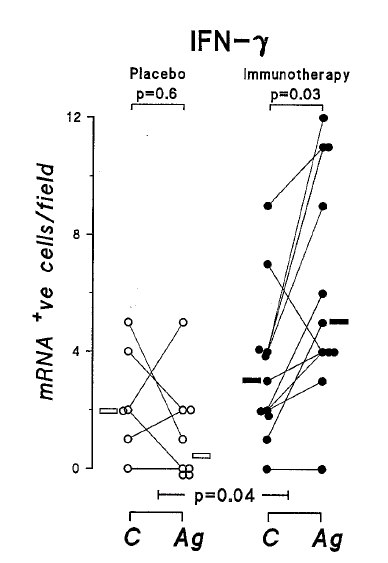 IFN-γ
Placebo Immunotherapy
p=0.6 p=0.03
12
8
4
0
mRNA +ve cells/field
p=0.04
C Ag C Ag